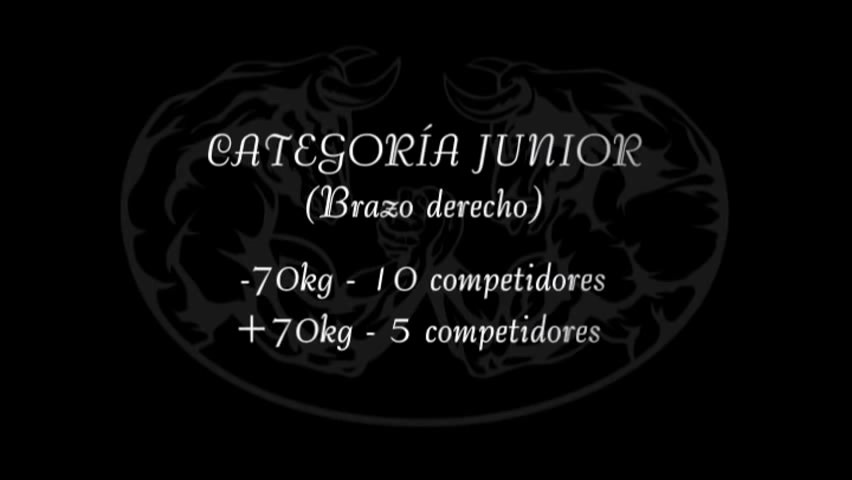 CATEGORÍA JUNIOR
(Brazo derecho)
-70kg - 10 competidores
+70kg - 5 competidores